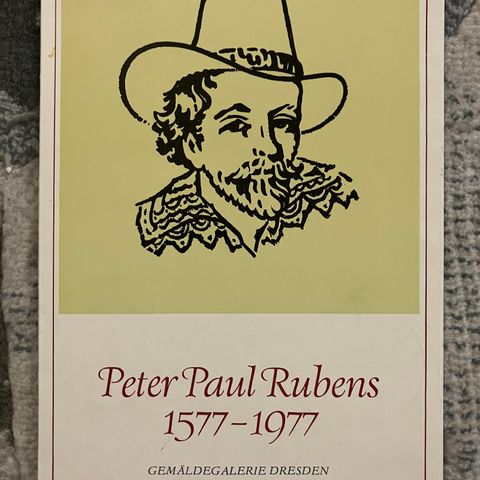 Peter Paul Rubens
1577–1977
GEMÄLDEGALERIE DRESDEN